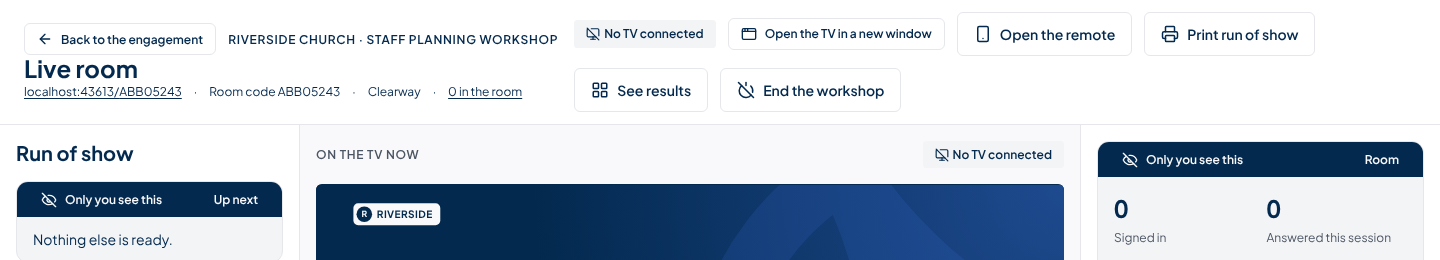 Back to the engagement
RIVERSIDE CHURCH · STAFF PLANNING WORKSHOP
Live room
localhost:43613/ABB05243 · Room code ABB05243 · Clearway · 0 in the room
No TV connected
Open the TV in a new window
Open the remote
Print run of show
See results
End the workshop
Run of show
Only you see this
Up next
Nothing else is ready.
ON THE TV NOW
No TV connected
R RIVERSIDE
Only you see this
Room
0
Signed in
0
Answered this session